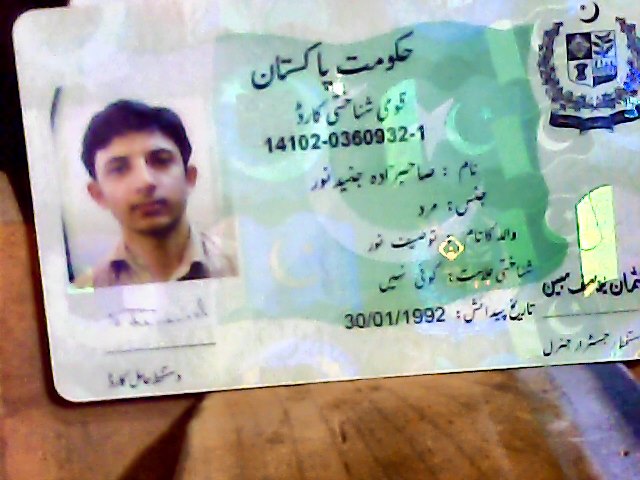 حکومت پاکستان
قومی شناختی کارڈ
14102-0360932-1
نام : صاحبزادہ جنید نور
جنس: مرد
والد کا نام : توصیف نور
شناختی علامت: کوئی نہیں
تاریخ پیدائش: 30/01/1992
عثمان یوسف مبین
دستخط رجسٹرار جنرل
دستخط حامل کارڈ